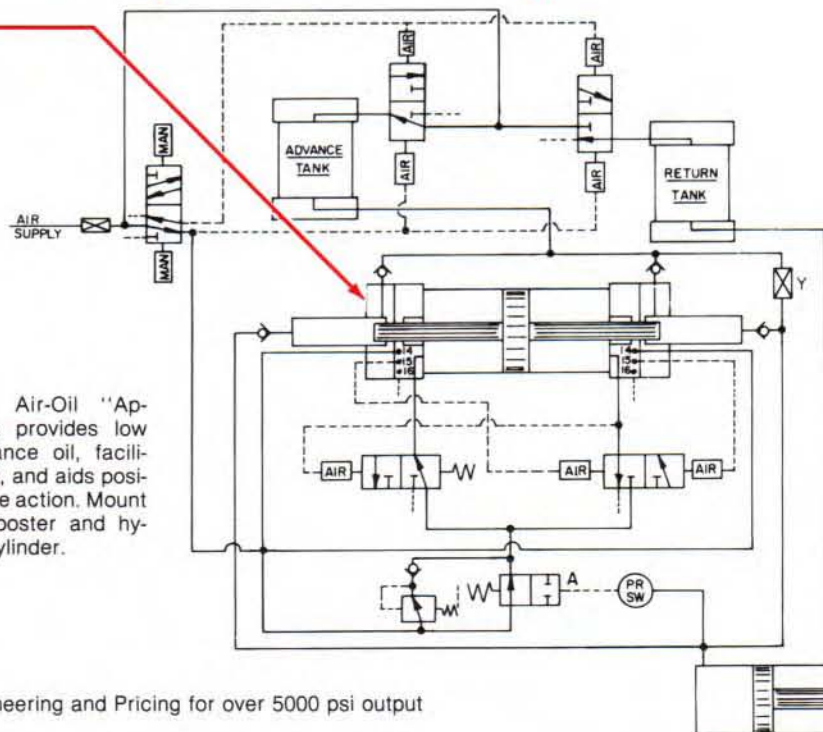 AIR
AIR
ADVANCE
TANK
MAN
AIR
AIR
RETURN
TANK
AIR
SUPPLY
MAN
Y
14
15
16
14
15
16
Air-Oil "Ap-
provides low
ance oil, facili-
, and aids posi-
e action. Mount
ooster and hy-
ylinder.
AIR
AIR
AIR
A
PR
SW
neering and Pricing for over 5000 psi output